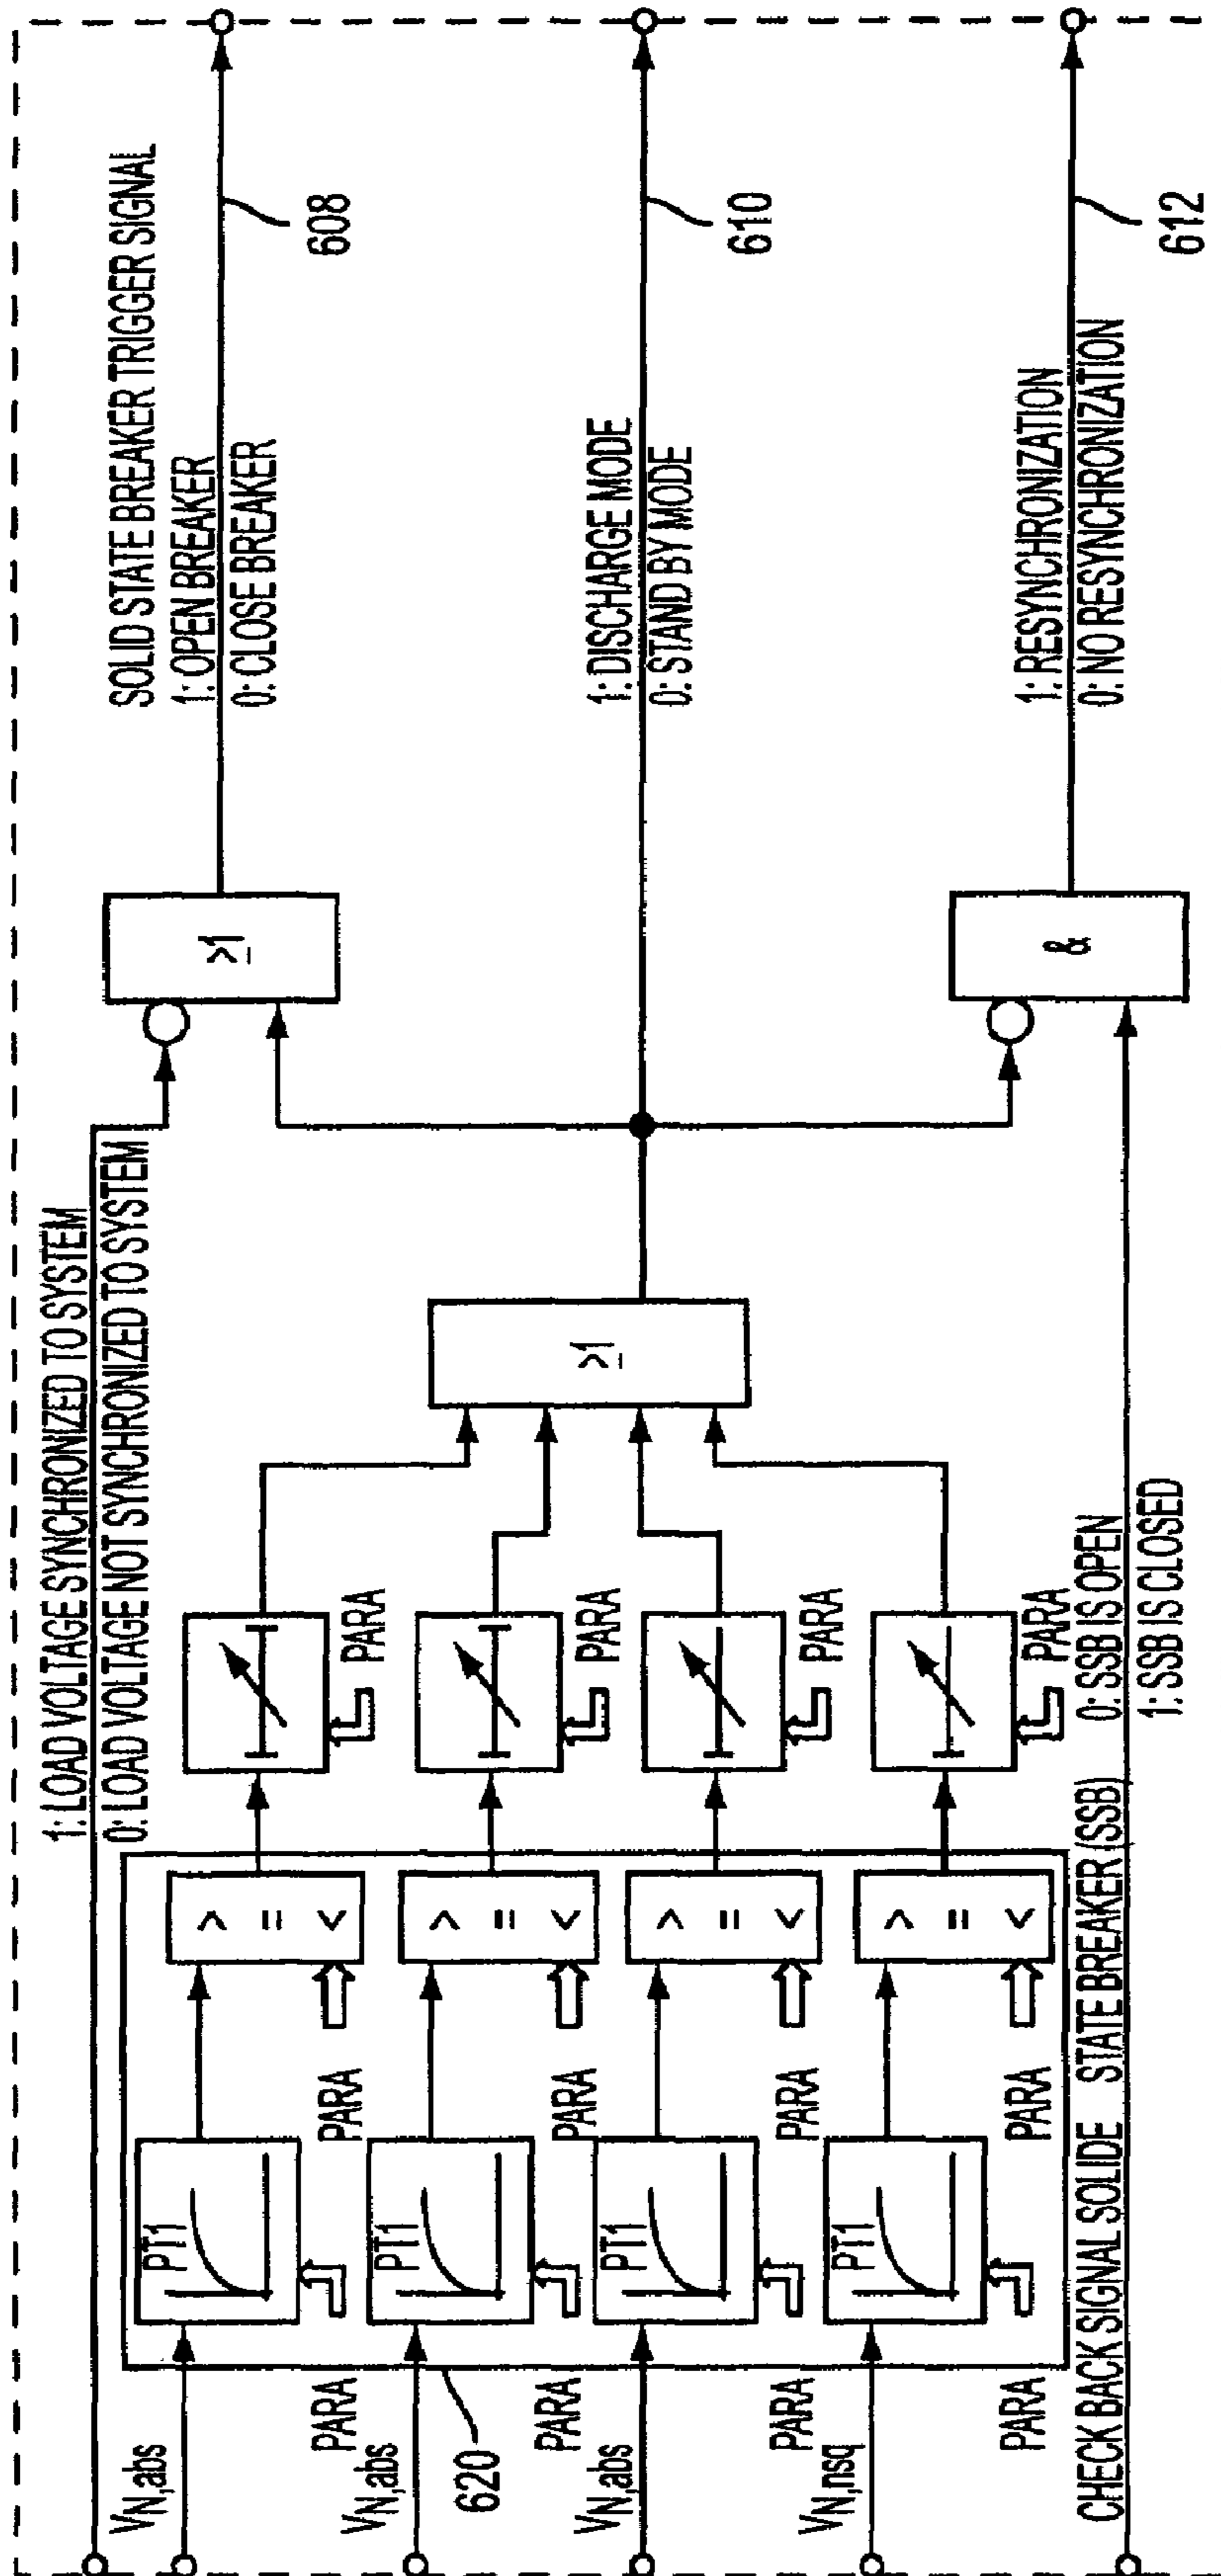 1: LOAD VOLTAGE SYNCHRONIZED TO SYSTEM
0: LOAD VOLTAGE NOT SYNCHRONIZED TO SYSTEM
V_N,abs
PT1
PARA
PARA
>
=
<
PARA
V_N,abs
620
PT1
PARA
PARA
>
=
<
PARA
V_N,abs
PT1
PARA
PARA
>
=
<
PARA
V_N,nsq
PT1
PARA
PARA
>
=
<
PARA
≥1
≥1
&
CHECK BACK SIGNAL SOLIDE STATE BREAKER (SSB)
0: SSB IS OPEN
1: SSB IS CLOSED
SOLID STATE BREAKER TRIGGER SIGNAL
1: OPEN BREAKER
0: CLOSE BREAKER
608
1: DISCHARGE MODE
0: STAND BY MODE
610
1: RESYNCHRONIZATION
0: NO RESYNCHRONIZATION
612